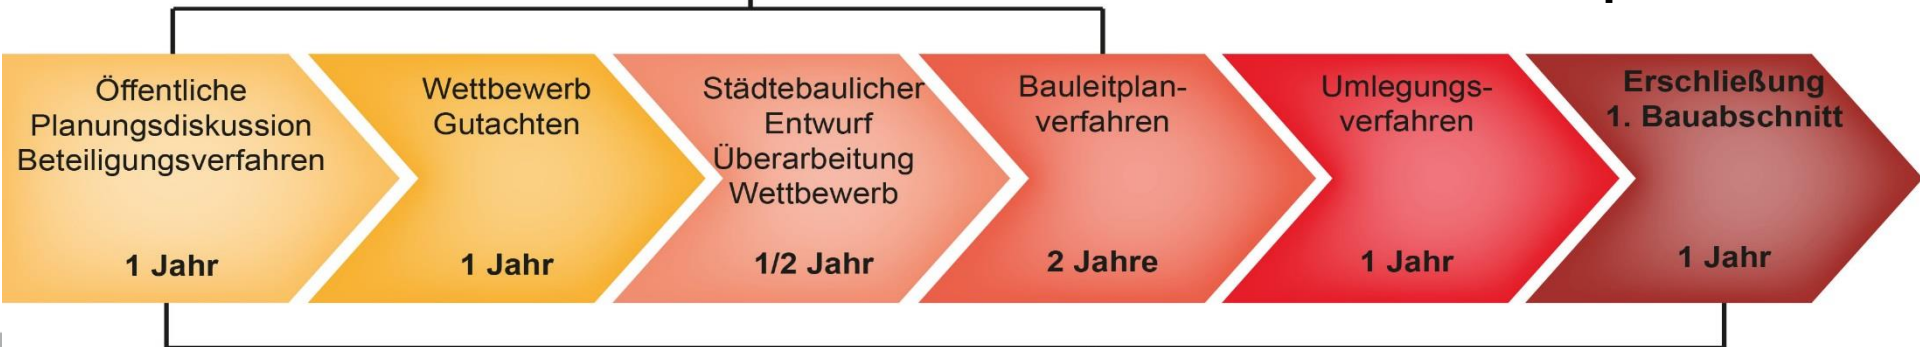 Öffentliche
Planungsdiskussion
Beteiligungsverfahren
1 Jahr
Wettbewerb
Gutachten
1 Jahr
Städtebaulicher
Entwurf
Überarbeitung
Wettbewerb
1/2 Jahr
Bauleitplan-
verfahren
2 Jahre
Umlegungs-
verfahren
1 Jahr
Erschließung
1. Bauabschnitt
1 Jahr